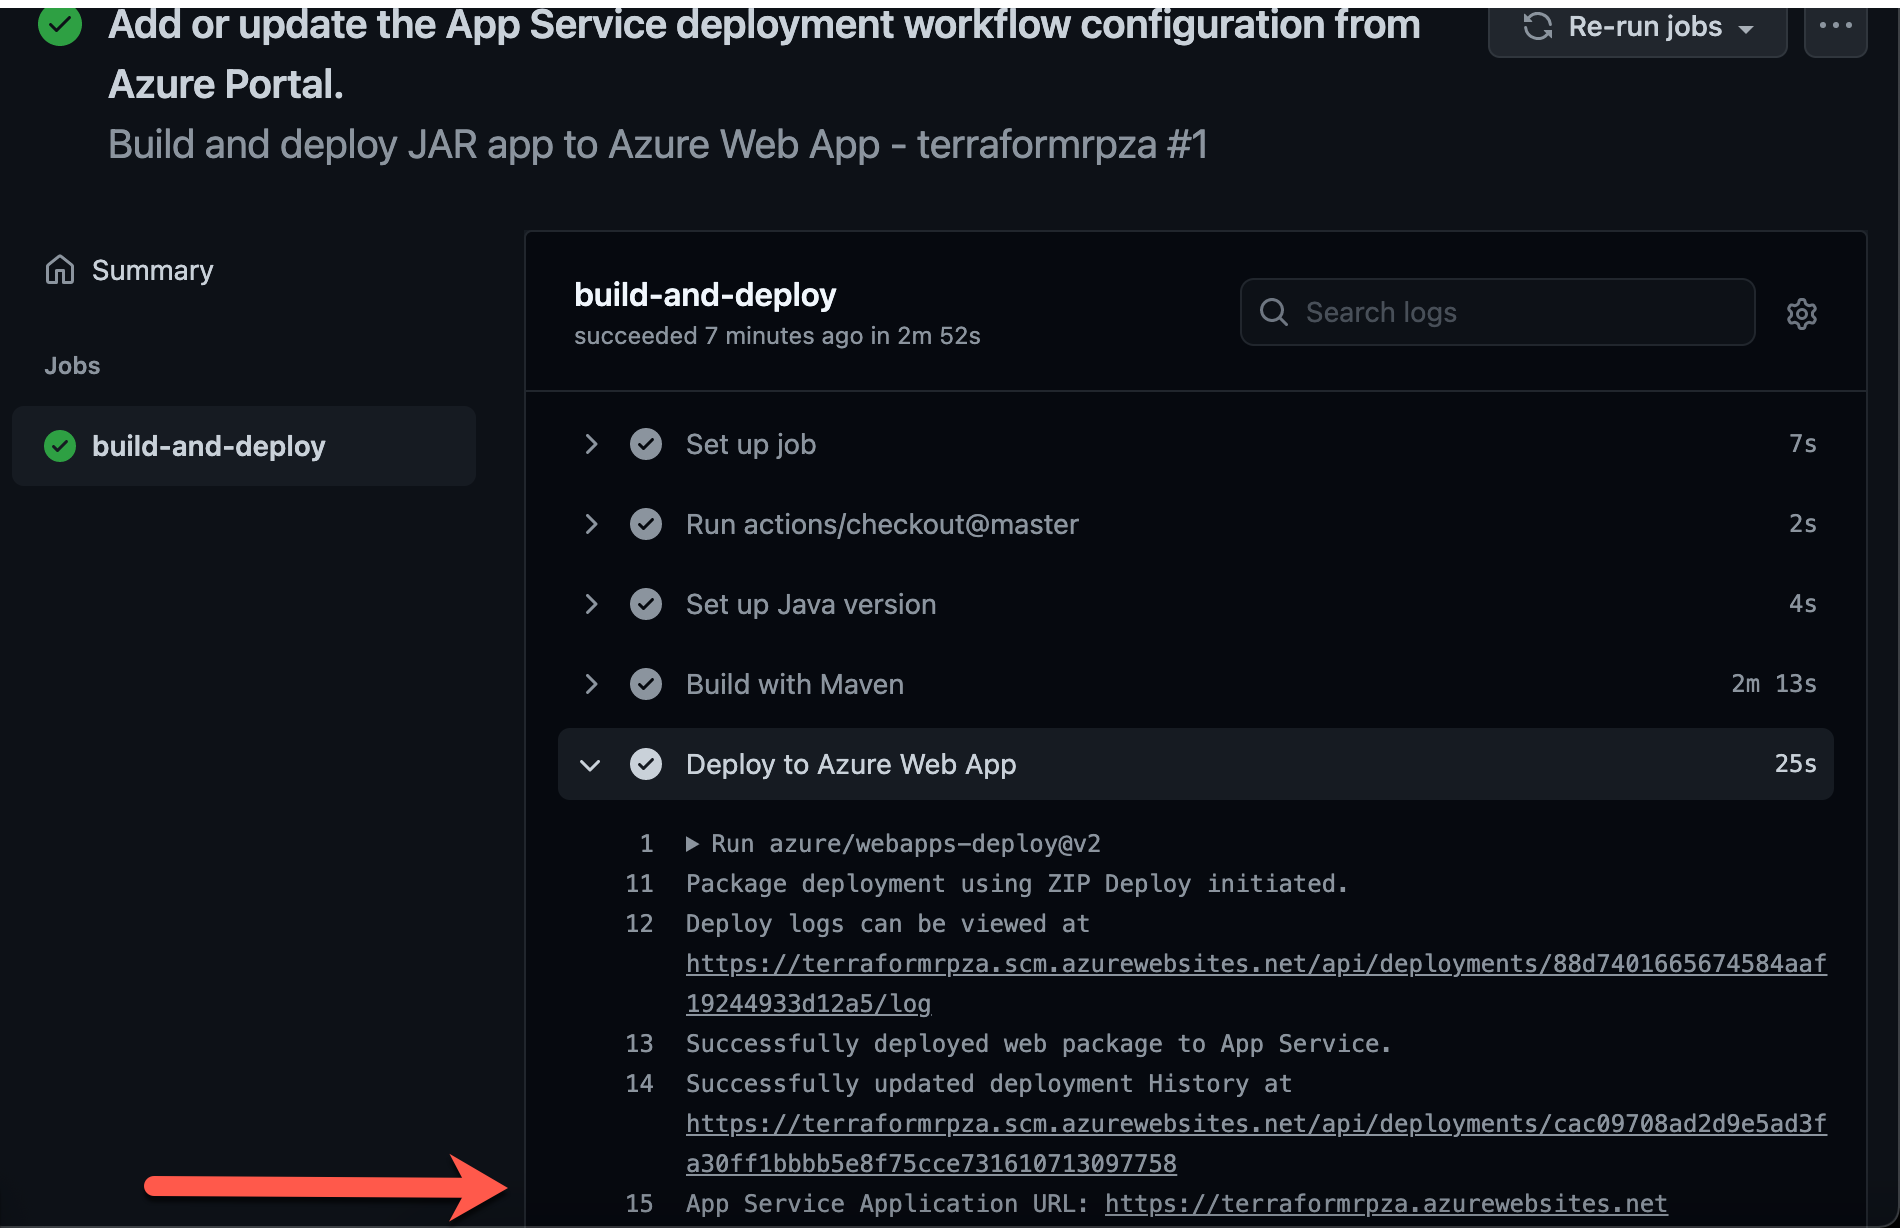 Add or update the App Service deployment workflow configuration from
Azure Portal.
Re-run jobs
Build and deploy JAR app to Azure Web App - terraformrpza #1
Summary
Jobs
build-and-deploy
build-and-deploy
succeeded 7 minutes ago in 2m 52s
Search logs
Set up job 7s
Run actions/checkout@master 2s
Set up Java version 4s
Build with Maven 2m 13s
Deploy to Azure Web App 25s
1 Run azure/webapps-deploy@v2
11 Package deployment using ZIP Deploy initiated.
12 Deploy logs can be viewed at
https://terraformrpza.scm.azurewebsites.net/api/deployments/88d7401665674584aaf
19244933d12a5/log
13 Successfully deployed web package to App Service.
14 Successfully updated deployment History at
https://terraformrpza.scm.azurewebsites.net/api/deployments/cac09708ad2d9e5ad3f
a30ff1bbbb5e8f75cce731610713097758
15 App Service Application URL: https://terraformrpza.azurewebsites.net